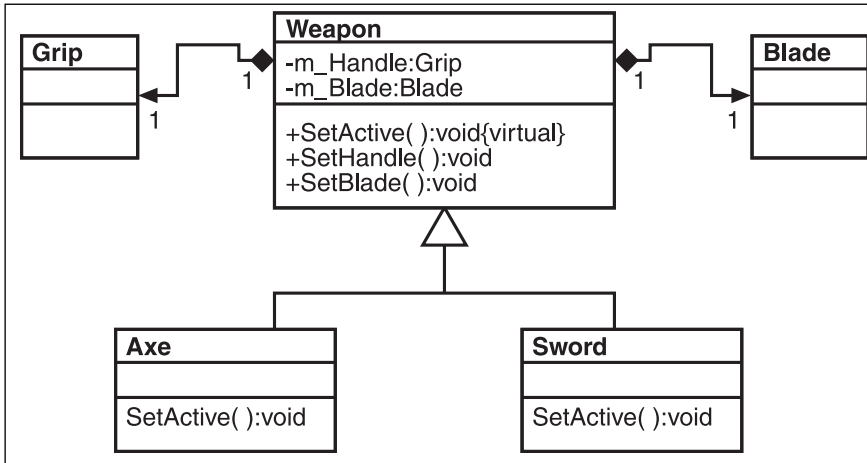 Grip
1
1
Weapon
-m_Handle:Grip
-m_Blade:Blade
+SetActive( ):void{virtual}
+SetHandle( ):void
+SetBlade( ):void
1
1
Blade
Axe
SetActive( ):void
Sword
SetActive( ):void